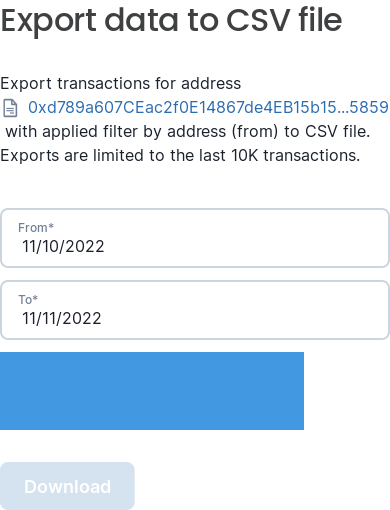 Export data to CSV file
Export transactions for address
0xd789a607CEac2f0E14867de4EB15b15...5859
with applied filter by address (from) to CSV file.
Exports are limited to the last 10K transactions.
From*
11/10/2022
To*
11/11/2022
Download